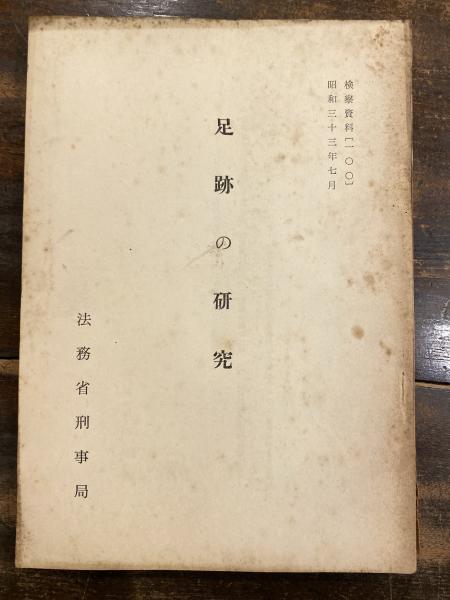 検察資料〔一〇〇〕
昭和三十三年七月
足跡の研究
法務省刑事局